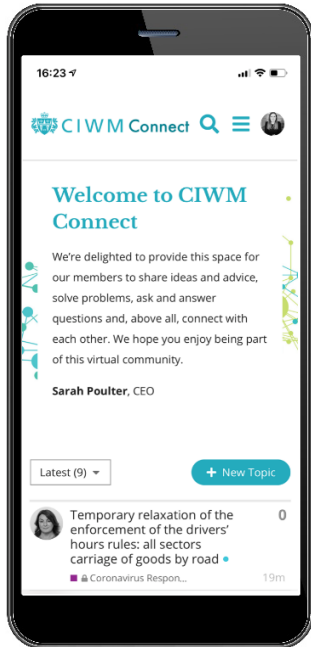 16:23
CIWM Connect
Welcome to CIWM
Connect
We're delighted to provide this space for
our members to share ideas and advice,
solve problems, ask and answer
questions and, above all, connect with
each other. We hope you enjoy being part
of this virtual community.
Sarah Poulter, CEO
Latest (9)
+ New Topic
Temporary relaxation of the 0
enforcement of the drivers'
hours rules: all sectors
carriage of goods by road
Coronavirus Respon... 19m